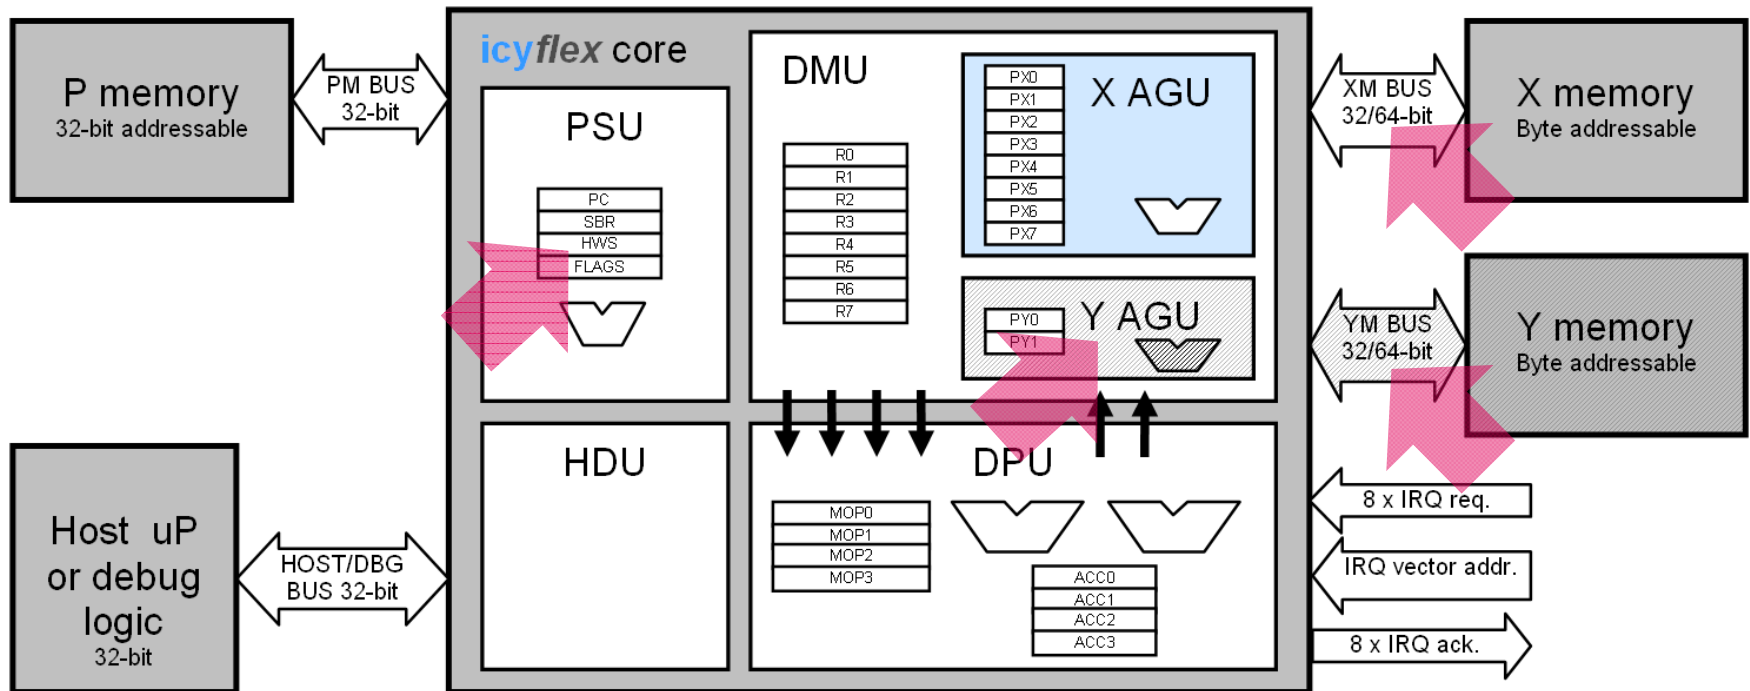 P memory
32-bit addressable
PM BUS
32-bit
icyflex core
PSU
PC
SBR
HWS
FLAGS
HDU
Host uP
or debug
logic
32-bit
HOST/DBG
BUS 32-bit
DMU
R0
R1
R2
R3
R4
R5
R6
R7
X AGU
PX0
PX1
PX2
PX3
PX4
PX5
PX6
PX7
Y AGU
PY0
PY1
DPU
MOP0
MOP1
MOP2
MOP3
ACC0
ACC1
ACC2
ACC3
XM BUS
32/64-bit
X memory
Byte addressable
YM BUS
32/64-bit
Y memory
Byte addressable
8 x IRQ req.
IRQ vector addr.
8 x IRQ ack.